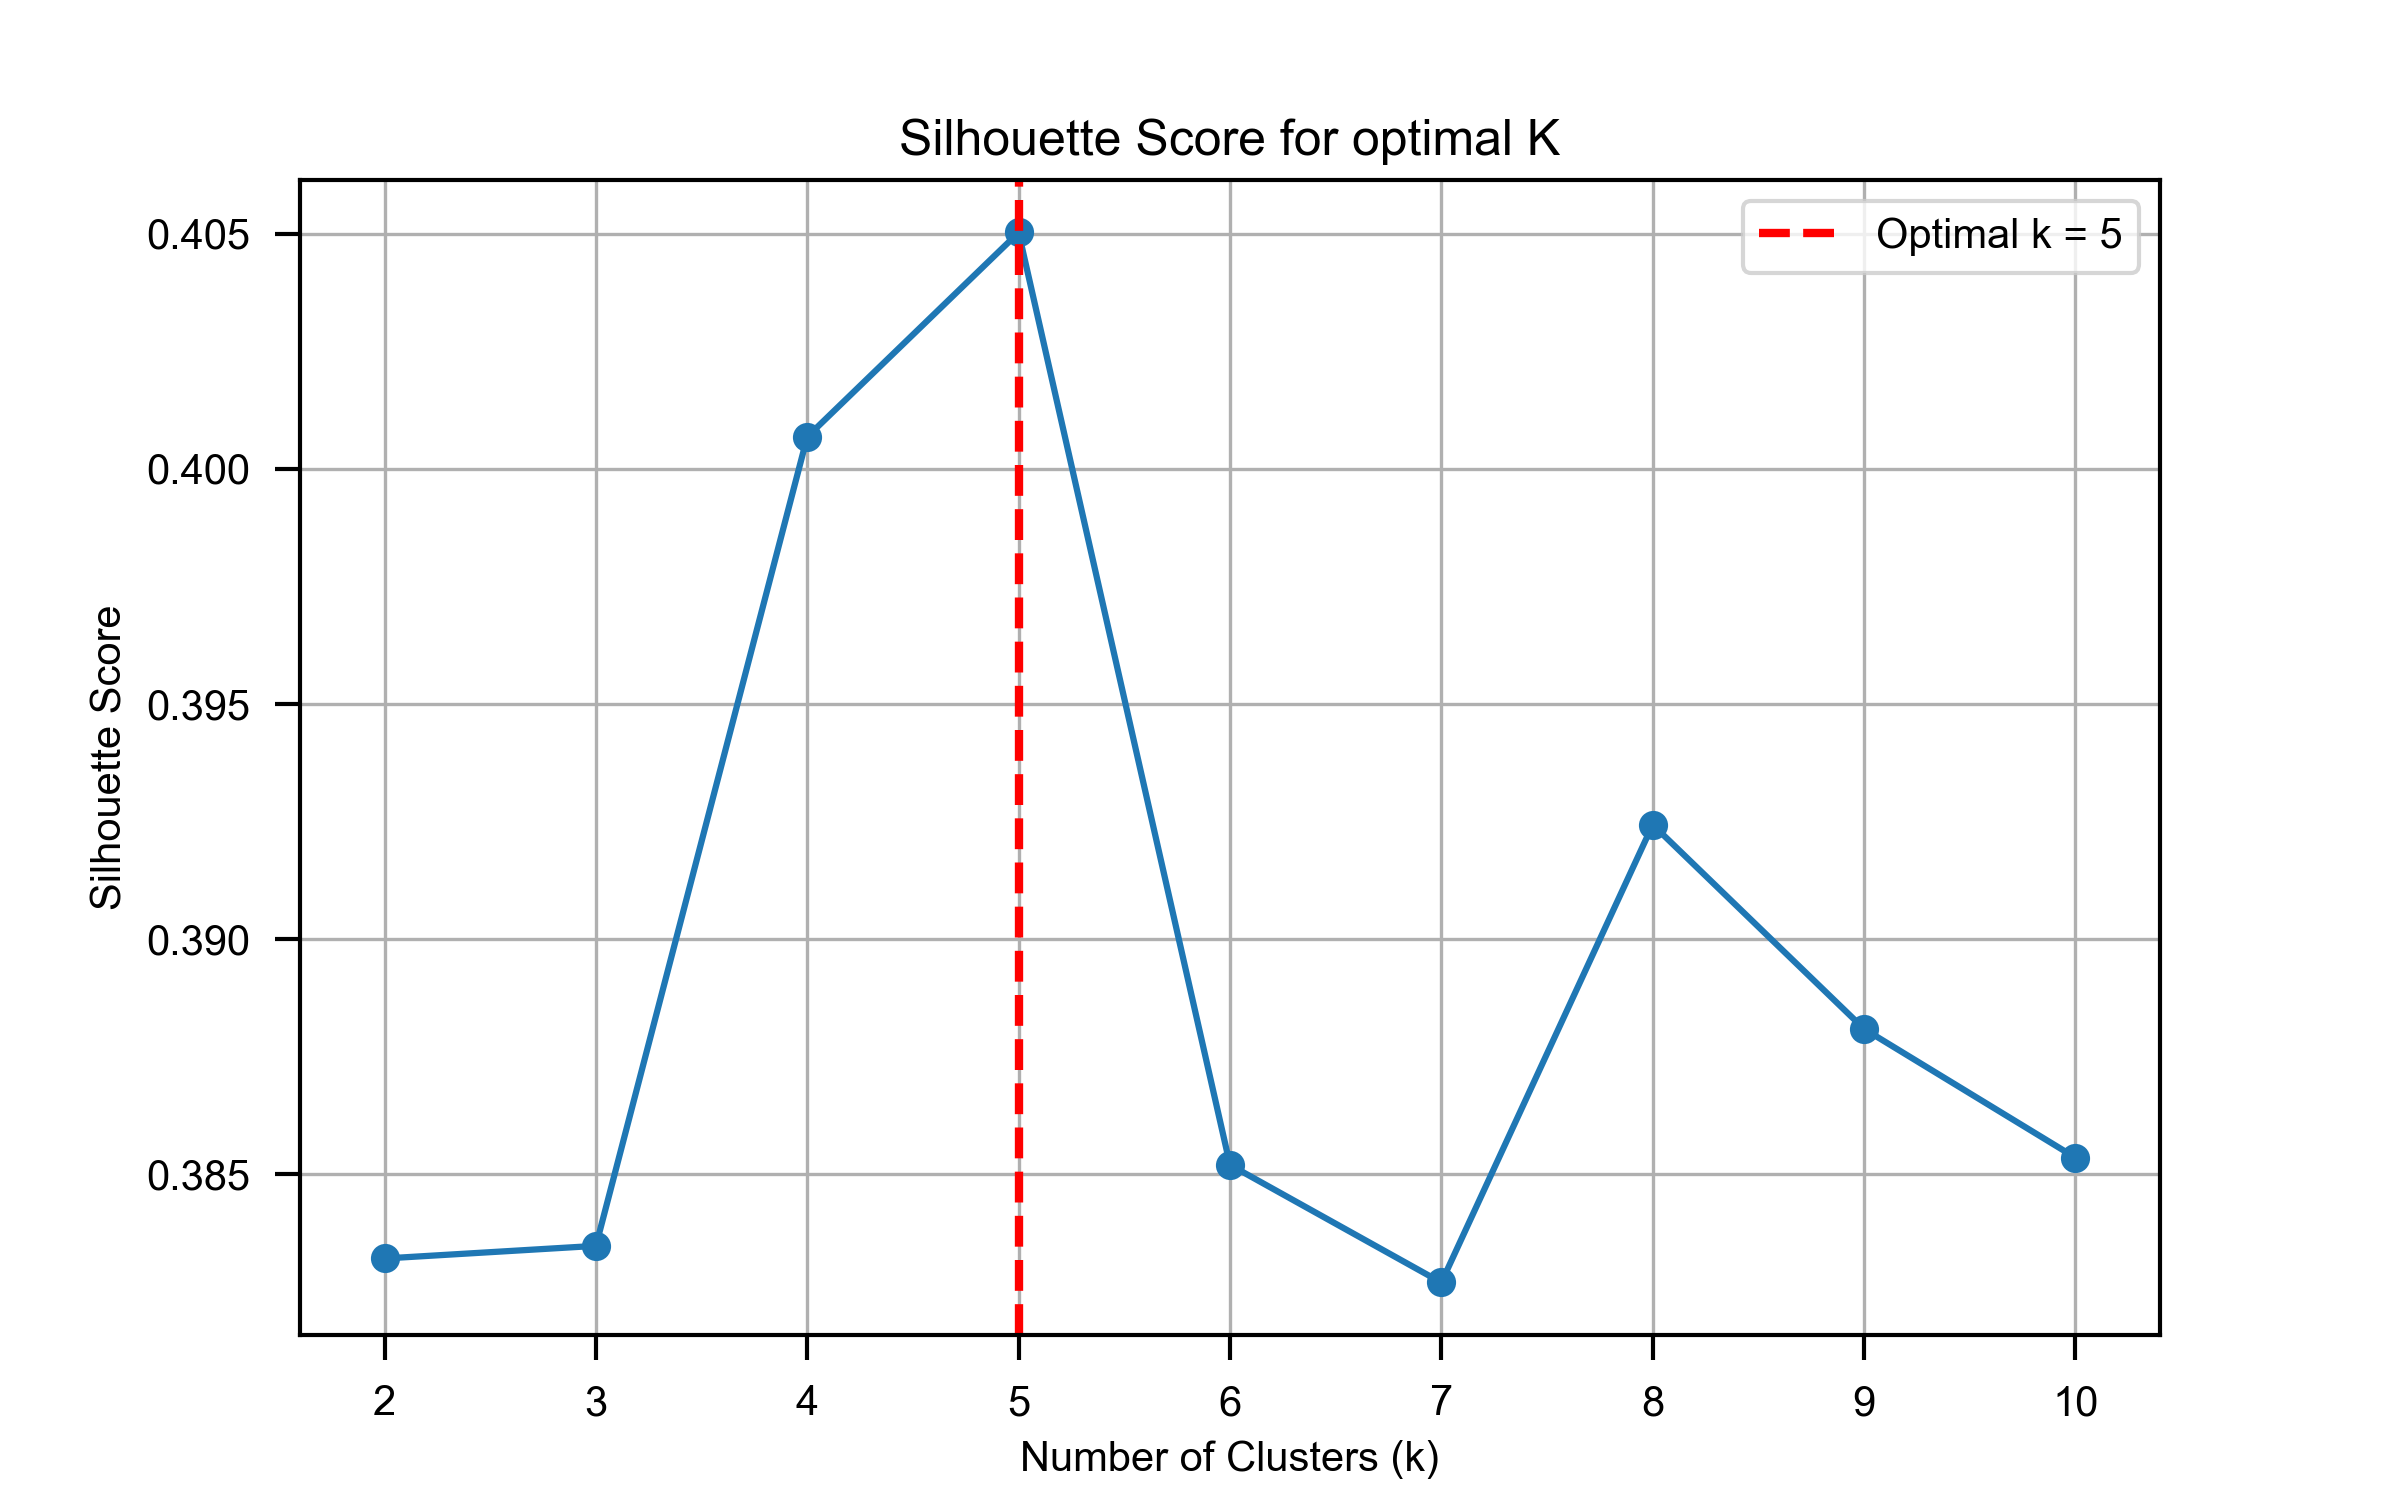 Silhouette Score for optimal K
Optimal k = 5
Silhouette Score
0.405
0.400
0.395
0.390
0.385
2 3 4 5 6 7 8 9 10
Number of Clusters (k)